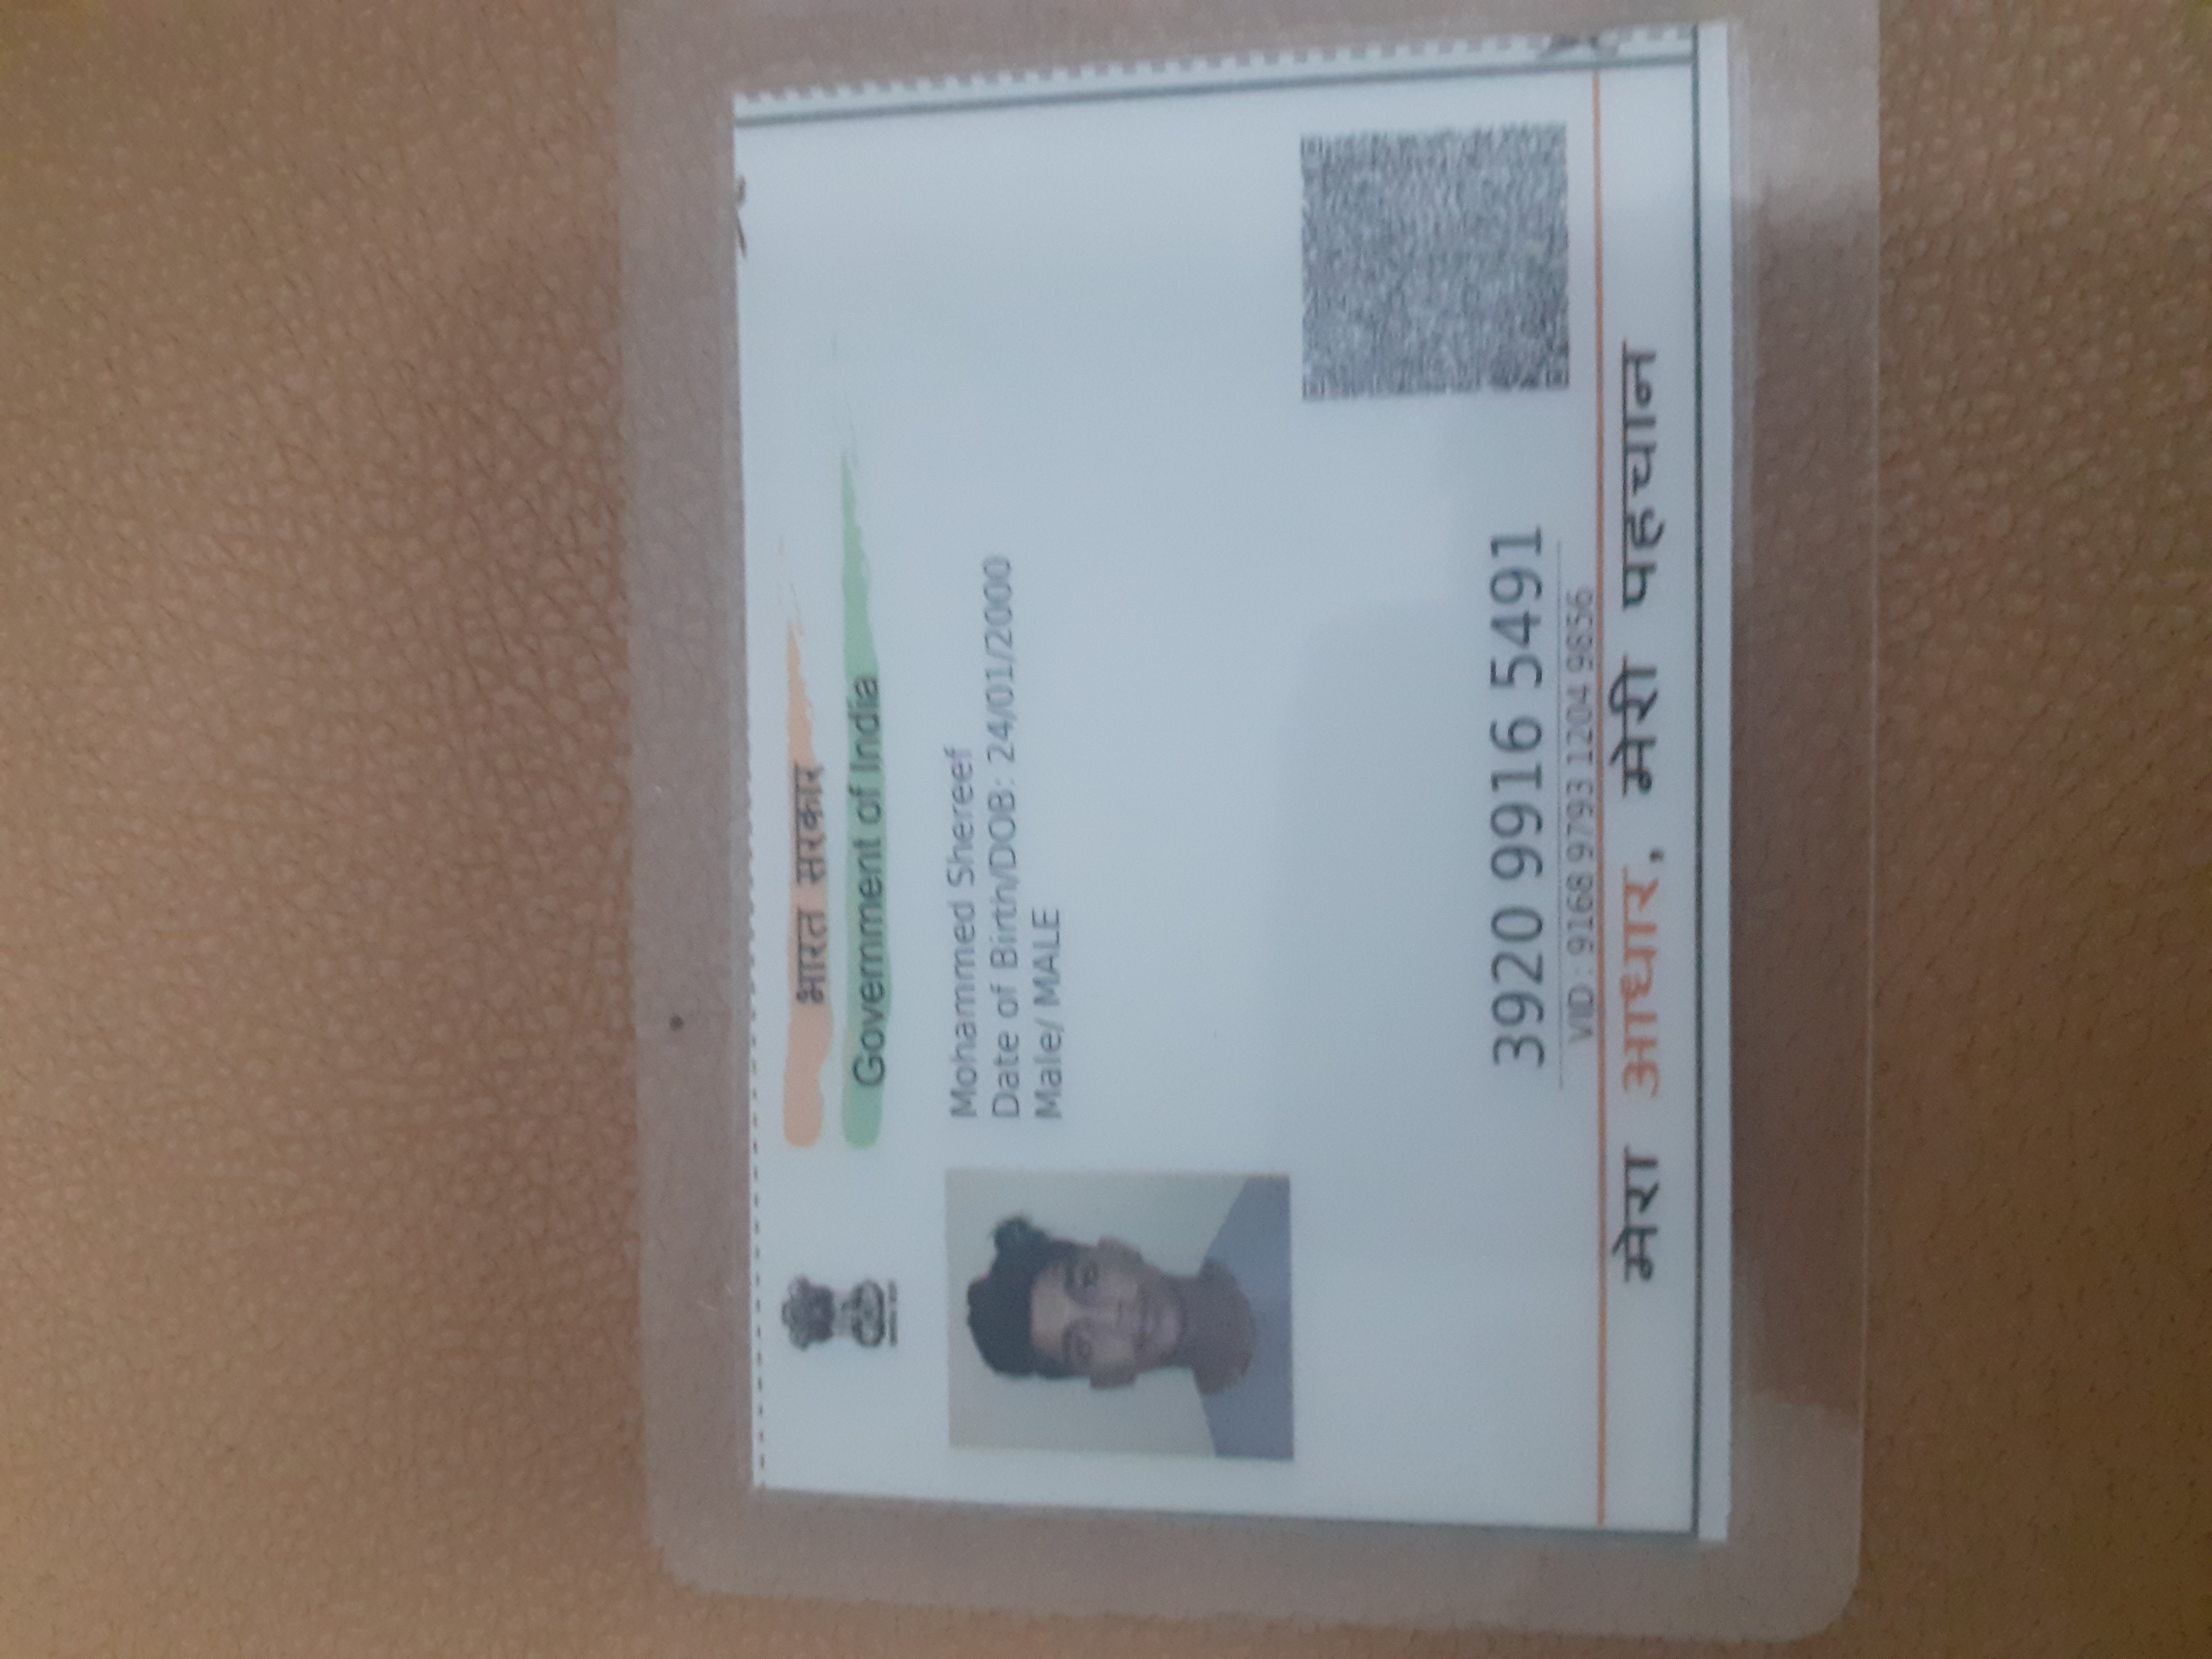 भारत सरकार
Government of India
Mohammed Shereef
Date of Birth/DOB: 24/01/2000
Male/ MALE
3920 9916 5491
VID : 9168 9793 1204 9856
मेरा आधार, मेरी पहचान